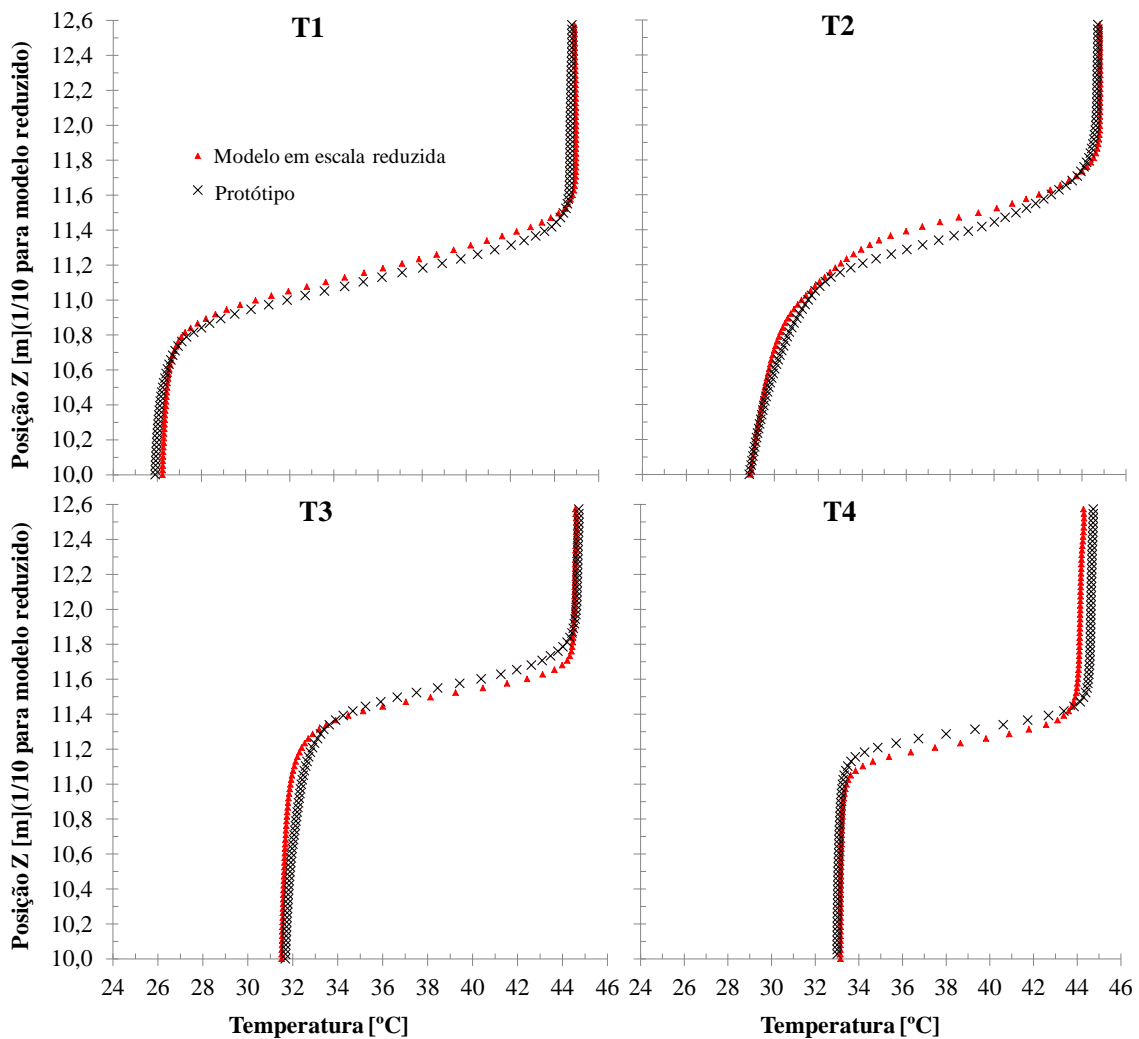 T1
T2
12,6
12,4
12,2
12,0
11,8
11,6
11,4
11,2
11,0
10,8
10,6
10,4
10,2
10,0
Posição Z [m](1/10 para modelo reduzido)
Modelo em escala reduzida
Protótipo
T3
T4
12,6
12,4
12,2
12,0
11,8
11,6
11,4
11,2
11,0
10,8
10,6
10,4
10,2
10,0
Posição Z [m](1/10 para modelo reduzido)
24 26 28 30 32 34 36 38 40 42 44 46
24 26 28 30 32 34 36 38 40 42 44 46
Temperatura [ºC]
Temperatura [ºC]